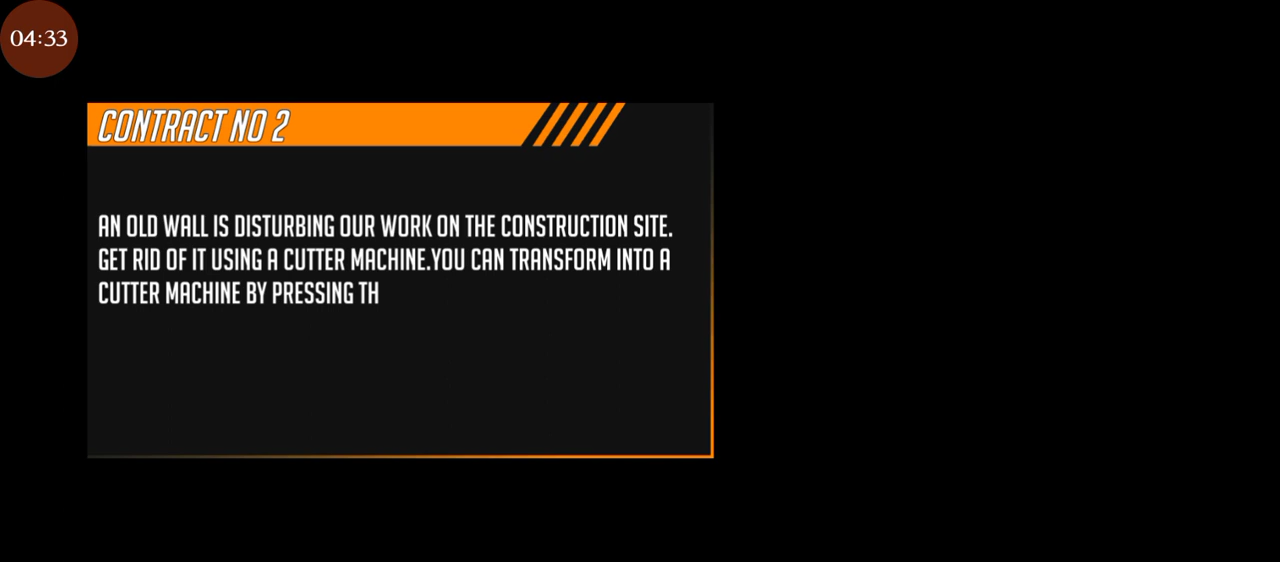 04:33
CONTRACT NO 2
AN OLD WALL IS DISTURBING OUR WORK ON THE CONSTRUCTION SITE.
GET RID OF IT USING A CUTTER MACHINE.YOU CAN TRANSFORM INTO A
CUTTER MACHINE BY PRESSING TH